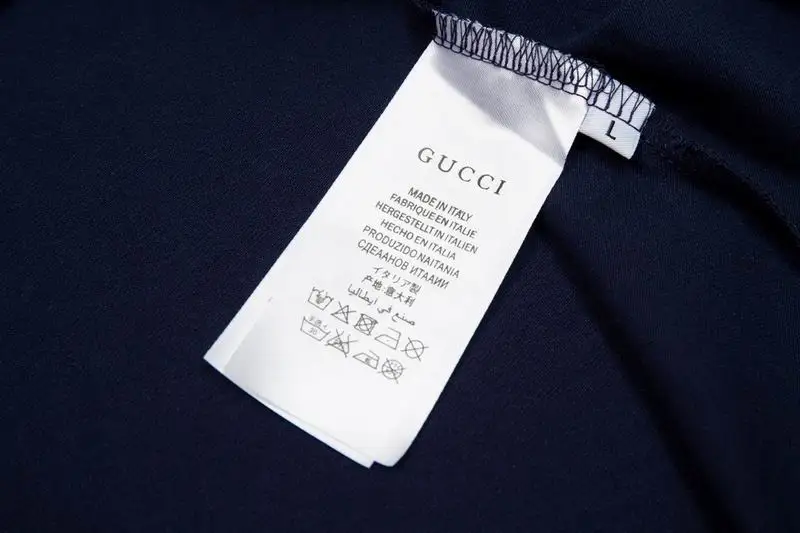 GUCCI
MADE IN ITALY
FABRIQUE EN ITALIE
HERGESTELLT IN ITALIEN
HECHO EN ITALIA
PRODUZIDO NAITANIA
СДЕАНОВ ИТААНИ
イタリア製
产地:意大利
صنع في ايطاليا
L